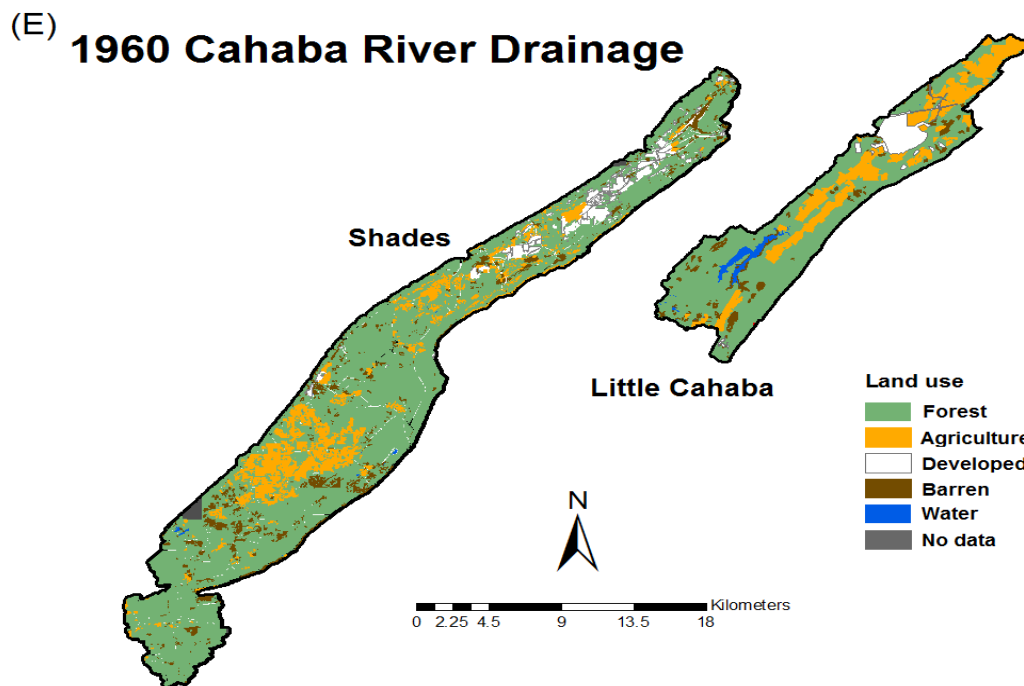 (E)
1960 Cahaba River Drainage
Shades
Little Cahaba
Land use
Forest
Agriculture
Developed
Barren
Water
No data
N
Kilometers
0 2.25 4.5 9 13.5 18